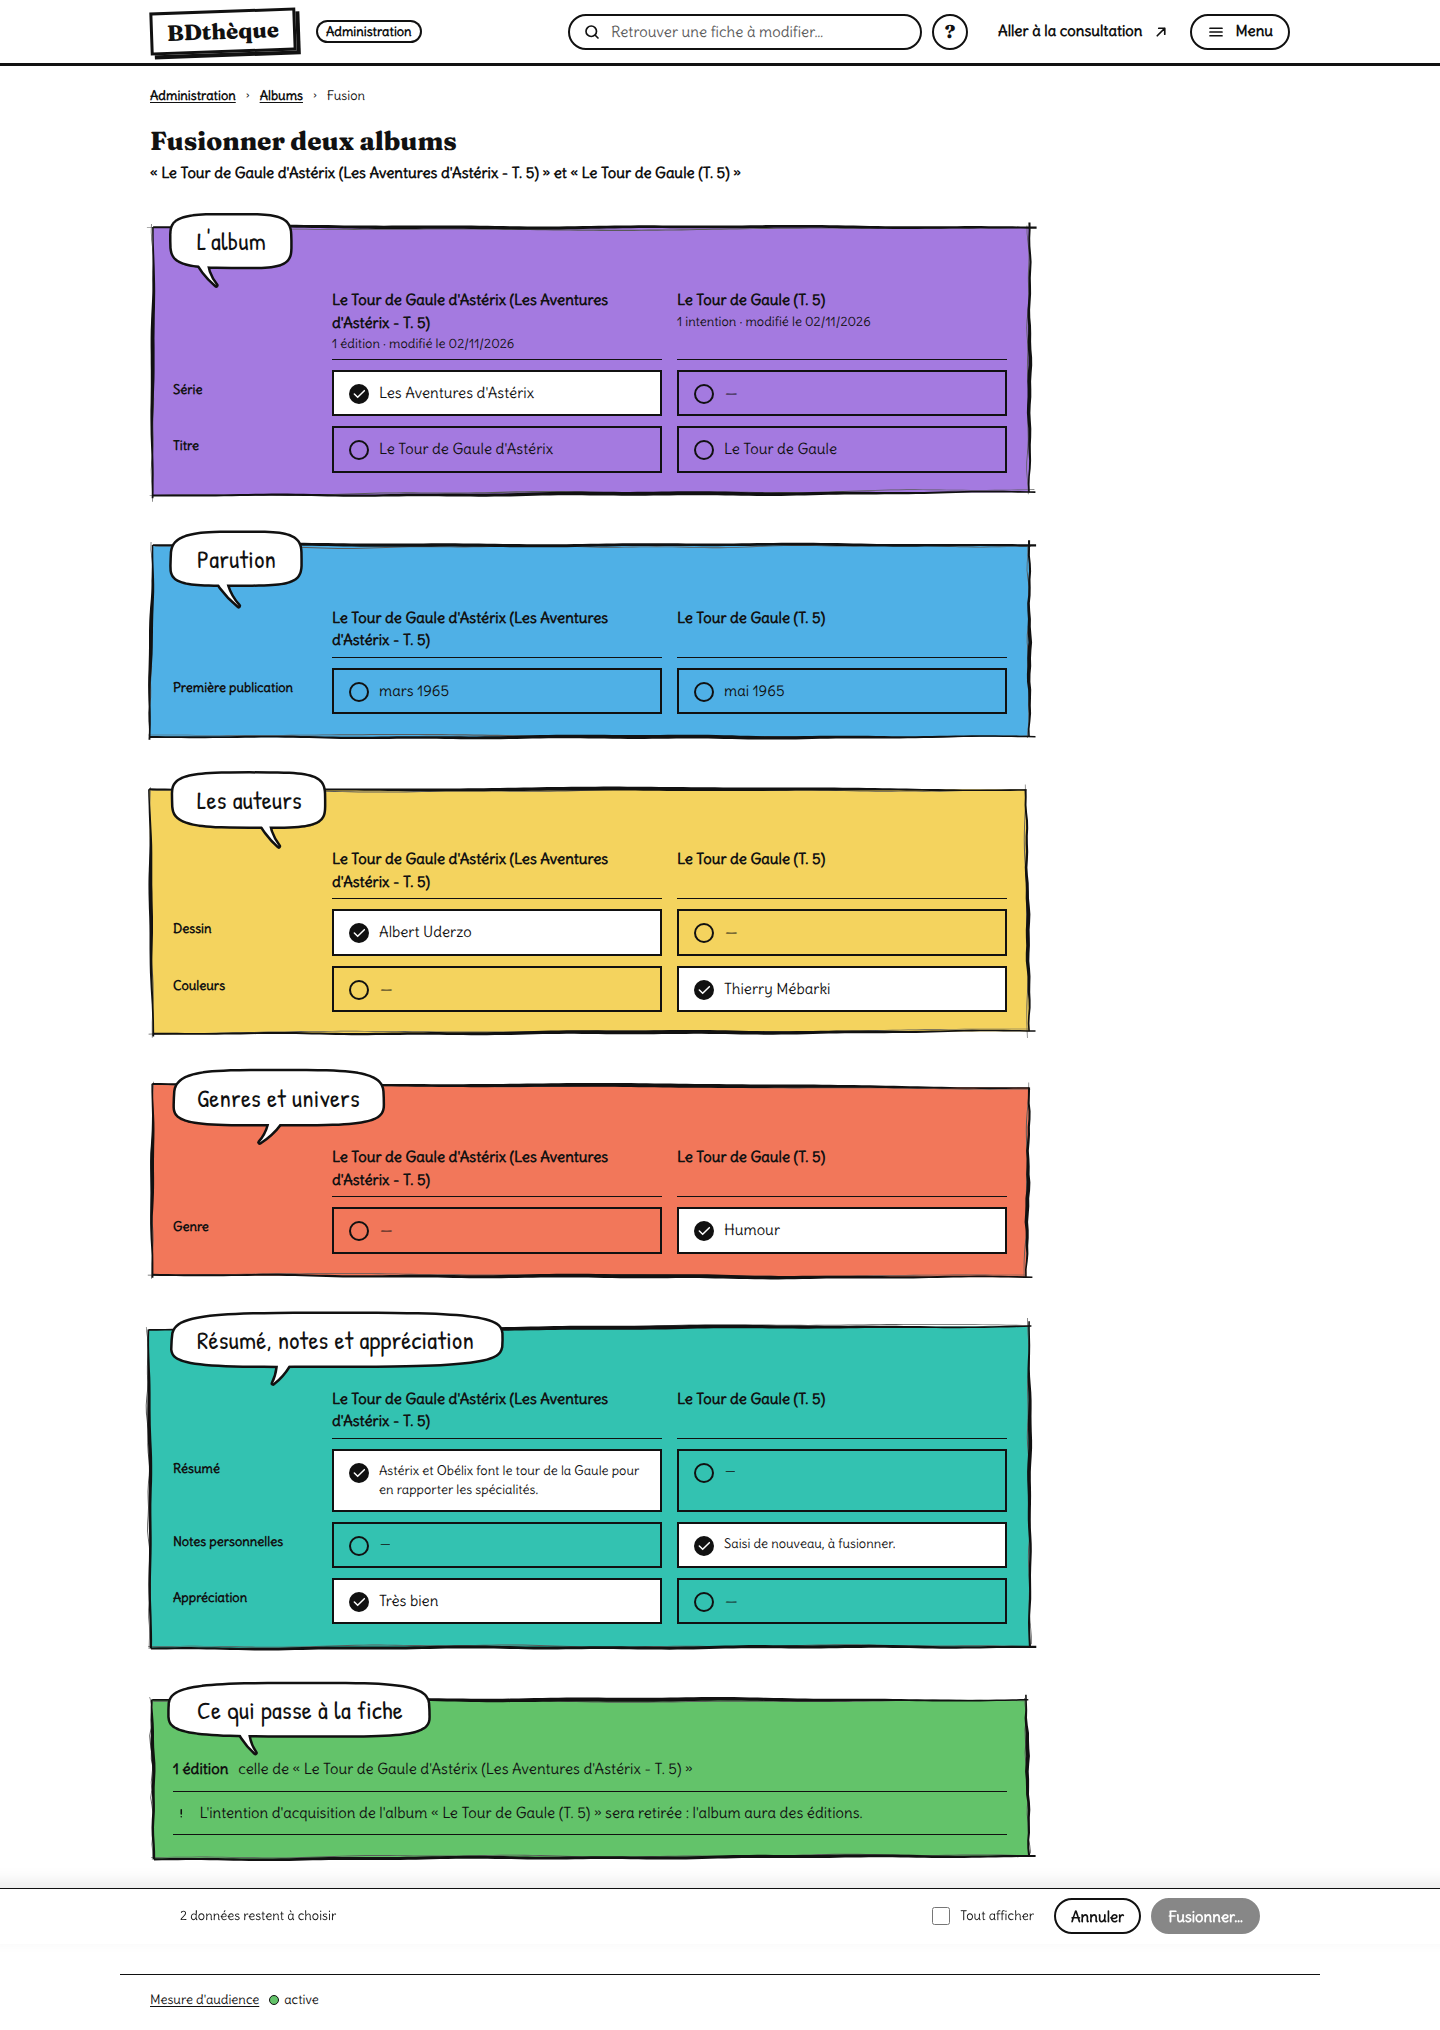 BDthèque
Administration
Retrouver une fiche à modifier...
?
Aller à la consultation
Menu
Administration › Albums › Fusion
Fusionner deux albums
« Le Tour de Gaule d'Astérix (Les Aventures d'Astérix - T. 5) » et « Le Tour de Gaule (T. 5) »
L'album
Le Tour de Gaule d'Astérix (Les Aventures
d'Astérix - T. 5)
1 édition · modifié le 02/11/2026
Le Tour de Gaule (T. 5)
1 intention · modifié le 02/11/2026
Série
Les Aventures d'Astérix
—
Titre
Le Tour de Gaule d'Astérix
Le Tour de Gaule
Parution
Le Tour de Gaule d'Astérix (Les Aventures
d'Astérix - T. 5)
Le Tour de Gaule (T. 5)
Première publication
mars 1965
mai 1965
Les auteurs
Le Tour de Gaule d'Astérix (Les Aventures
d'Astérix - T. 5)
Le Tour de Gaule (T. 5)
Dessin
Albert Uderzo
—
Couleurs
—
Thierry Mébarki
Genres et univers
Le Tour de Gaule d'Astérix (Les Aventures
d'Astérix - T. 5)
Le Tour de Gaule (T. 5)
Genre
—
Humour
Résumé, notes et appréciation
Le Tour de Gaule d'Astérix (Les Aventures
d'Astérix - T. 5)
Le Tour de Gaule (T. 5)
Résumé
Astérix et Obélix font le tour de la Gaule pour
en rapporter les spécialités.
—
Notes personnelles
—
Saisi de nouveau, à fusionner.
Appréciation
Très bien
—
Ce qui passe à la fiche
1 édition celle de « Le Tour de Gaule d'Astérix (Les Aventures d'Astérix - T. 5) »
! L'intention d'acquisition de l'album « Le Tour de Gaule (T. 5) » sera retirée : l'album aura des éditions.
2 données restent à choisir
Tout afficher
Annuler
Fusionner...
Mesure d'audience
active